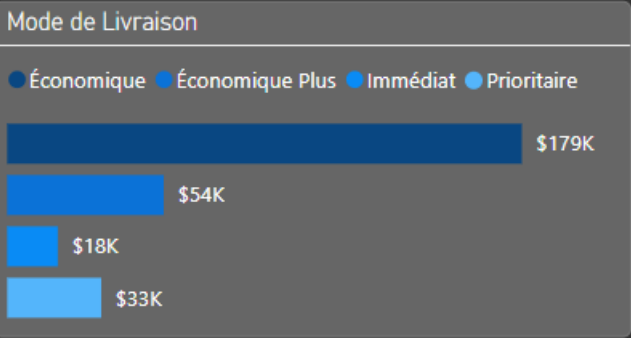 Mode de Livraison
Économique Économique Plus Immédiat Prioritaire
$179K
$54K
$18K
$33K